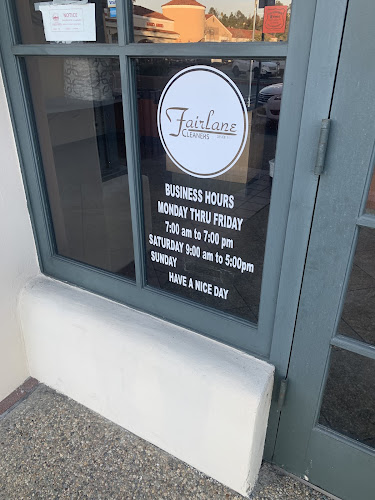 NOTICE
Fairlane
CLEANERS
BUSINESS HOURS
MONDAY THRU FRIDAY
7:00 am to 7:00 pm
SATURDAY 9:00 am to 5:00pm
SUNDAY
HAVE A NICE DAY